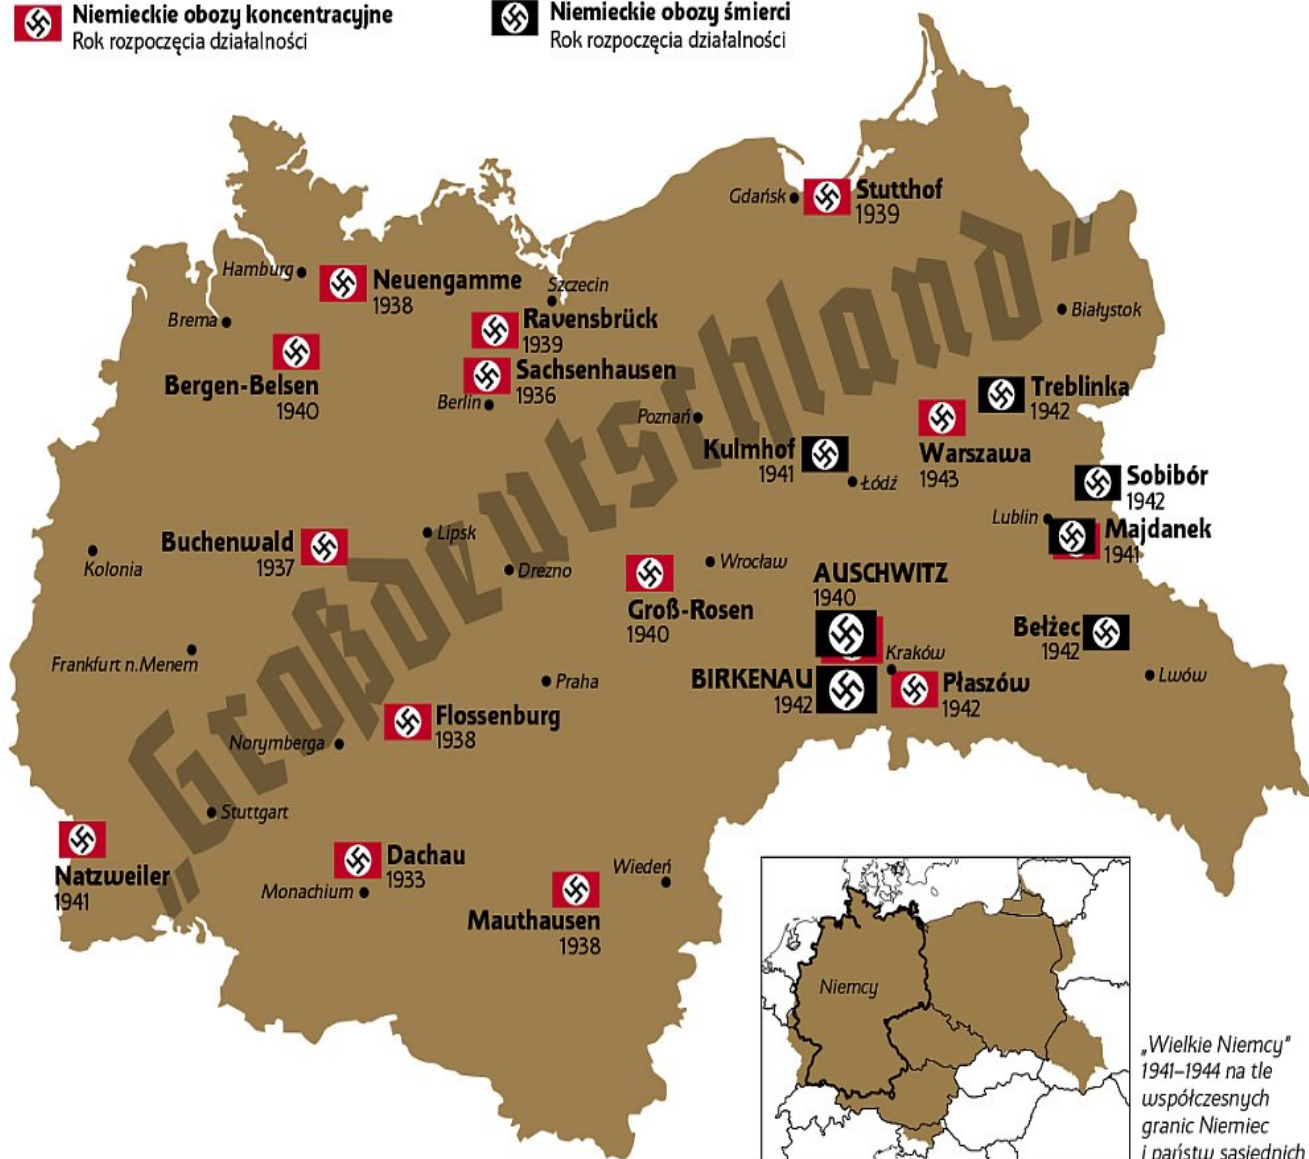 Niemieckie obozy koncentracyjne
Rok rozpoczęcia działalności
Niemieckie obozy śmierci
Rok rozpoczęcia działalności
Gdańsk
Stutthof
1939
Hamburg
Neuengamme
1938
Szczecin
Brema
Ravensbrück
1939
Białystok
Bergen-Belsen
1940
Sachsenhausen
1936
Berlin
Treblinka
1942
Poznań
Kulmhof
1941
Warszawa
1943
Łódź
Sobibór
1942
Lublin
Majdanek
1941
Buchenwald
1937
Lipsk
Kolonia
Drezno
Wrocław
Groß-Rosen
1940
AUSCHWITZ
1940
Bełżec
1942
Kraków
Frankfurt n.Menem
Praha
BIRKENAU
1942
Płaszów
1942
Lwów
Flossenburg
1938
Norymberga
„Großdeutschland”
Stuttgart
Natzweiler
1941
Dachau
1933
Monachium
Wiedeń
Mauthausen
1938
Niemcy
„Wielkie Niemcy”
1941–1944 na tle
współczesnych
granic Niemiec
i państw sąsiednich